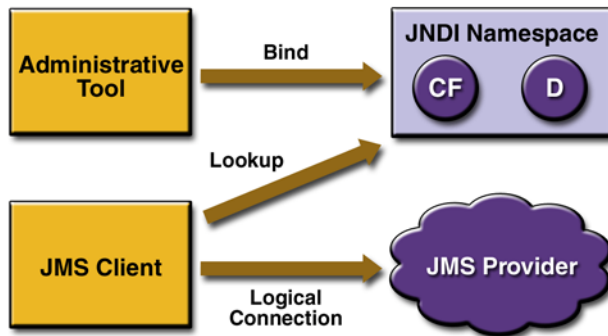 Administrative
Tool
Bind
JNDI Namespace
CF
D
Lookup
JMS Client
Logical
Connection
JMS Provider